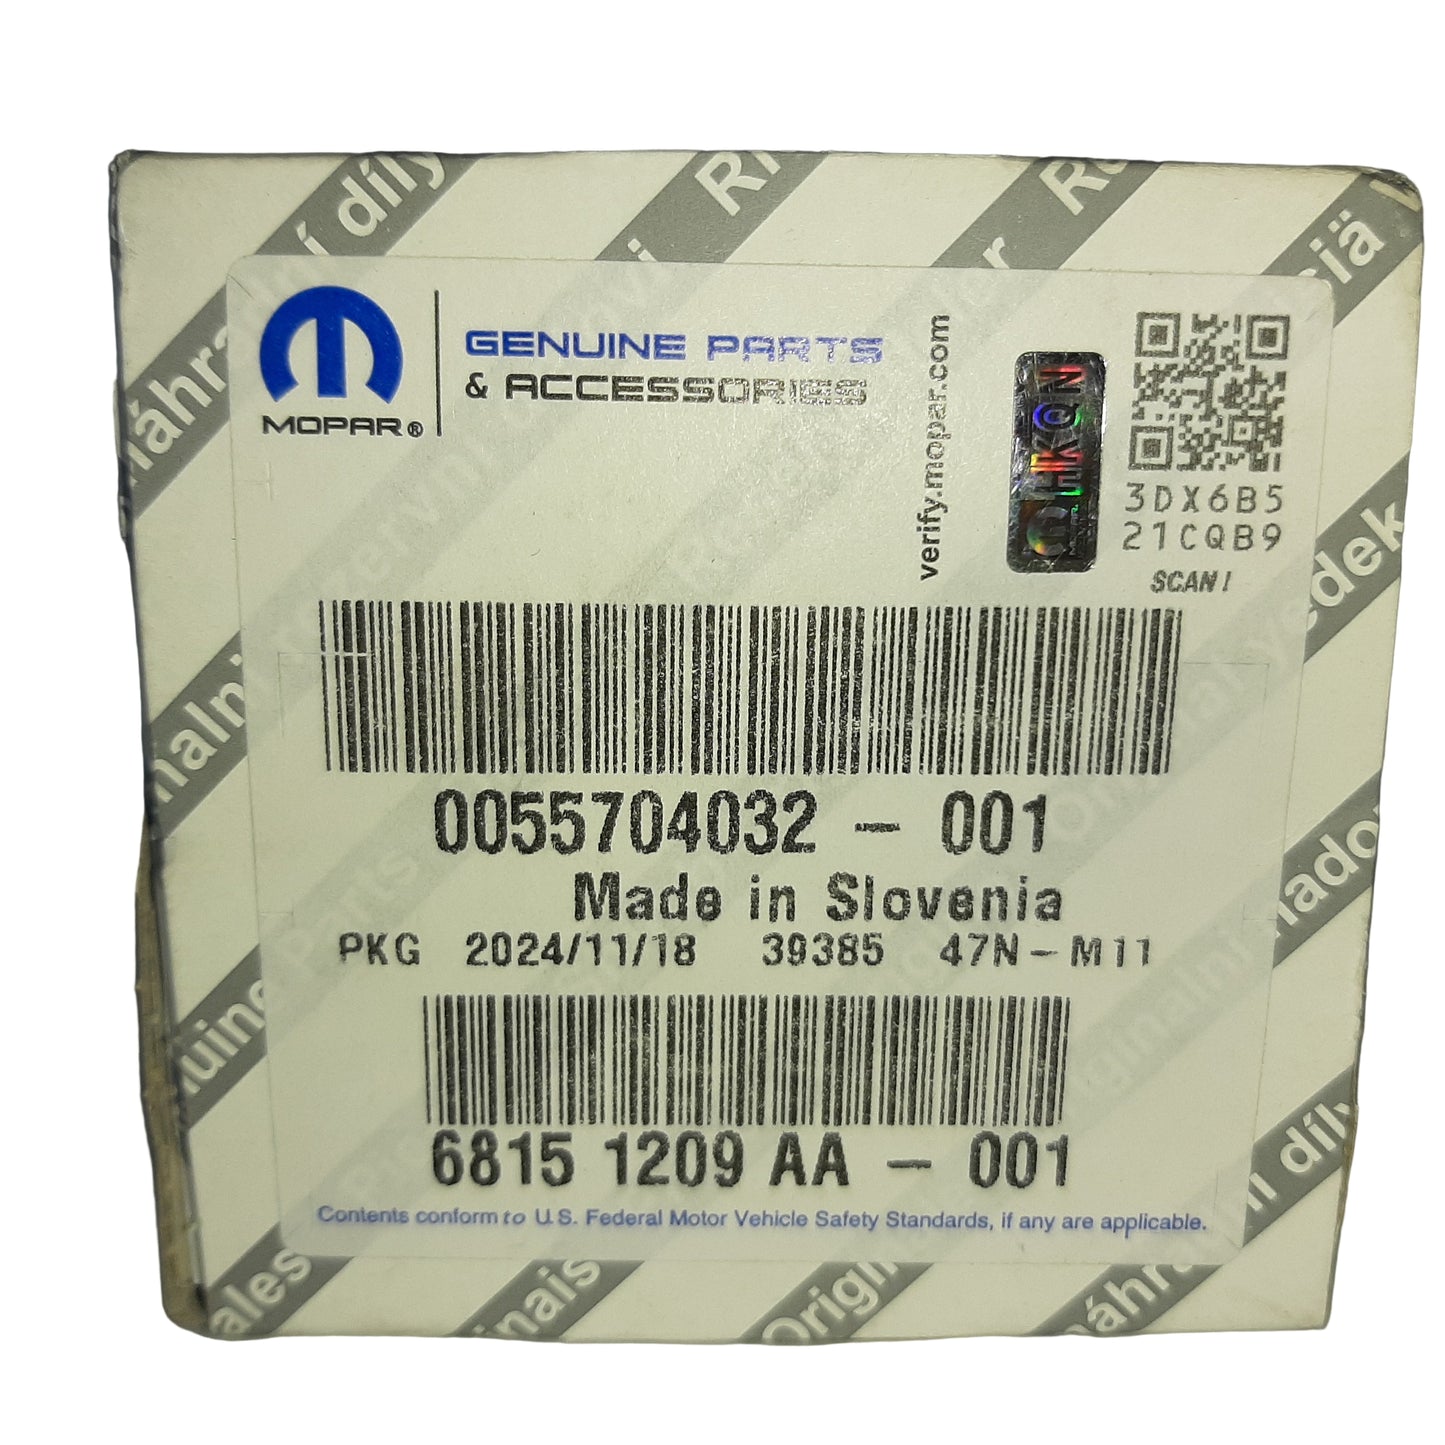 MOPAR®
GENUINE PARTS
& ACCESSORIES
verify.mopar.com
HKQN
MOPAR.
3DX6B5
21CQB9
SCAN!
0055704032 - 001
Made in Slovenia
PKG 2024/11/18 39385 47N-M11
6815 1209 AA - 001
Contents conform to U.S. Federal Motor Vehicle Safety Standards, if any are applicable.